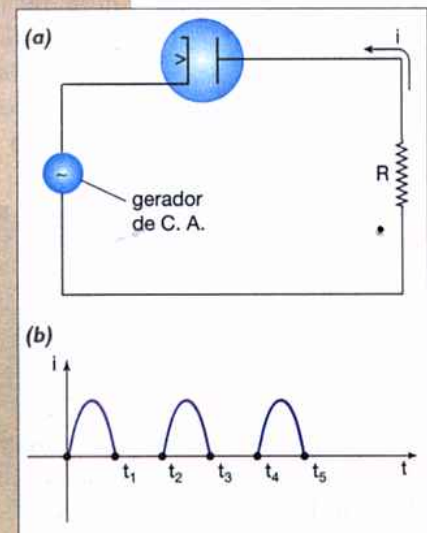 (a)
i
~
R
gerador
de C. A.
(b)
i
t₁ t₂ t₃ t₄ t₅ t